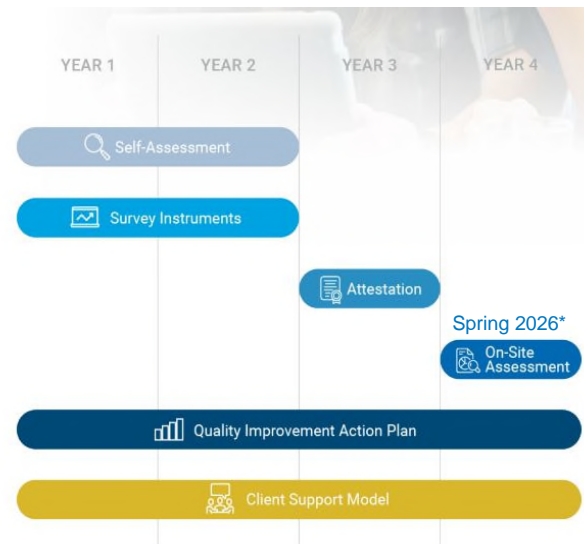 YEAR 1 YEAR 2 YEAR 3 YEAR 4
Self-Assessment
Survey Instruments
Attestation
Spring 2026*
On-Site
Assessment
Quality Improvement Action Plan
Client Support Model